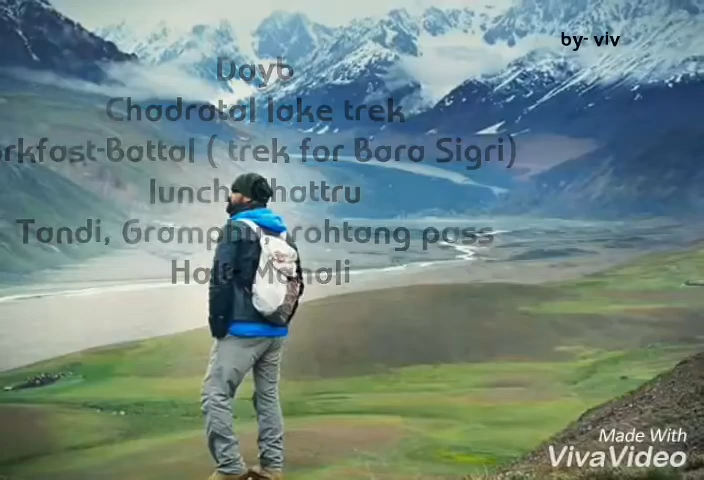 by- viv
Day6
Chadratal lake trek
rkfast-Battal ( trek for Bara Sigri)
lunch
Tandi, rohtang pass
Manali
Made With
VivaVideo